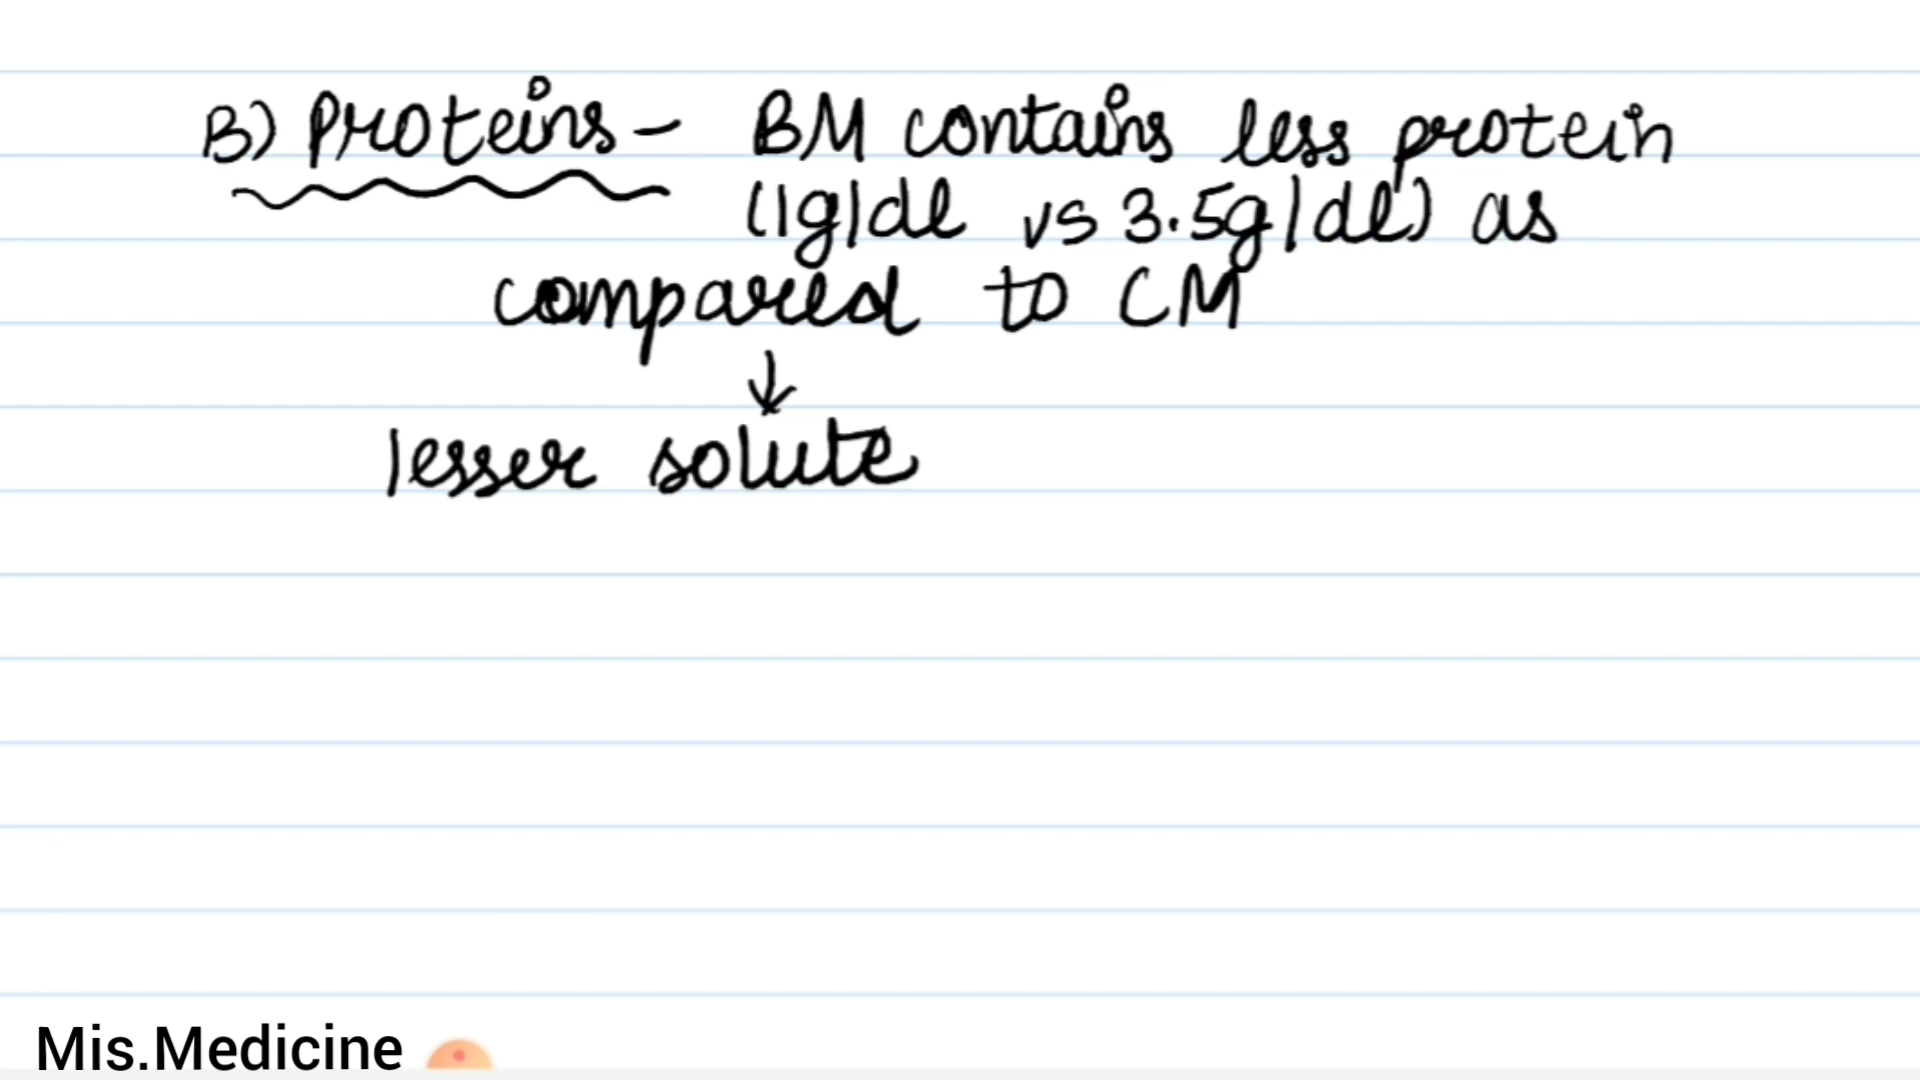 B) Proteins - BM contains less protein
(1g/dl vs 3.5g/dl) as
compared to CM
↓
lesser solute
Mis.Medicine